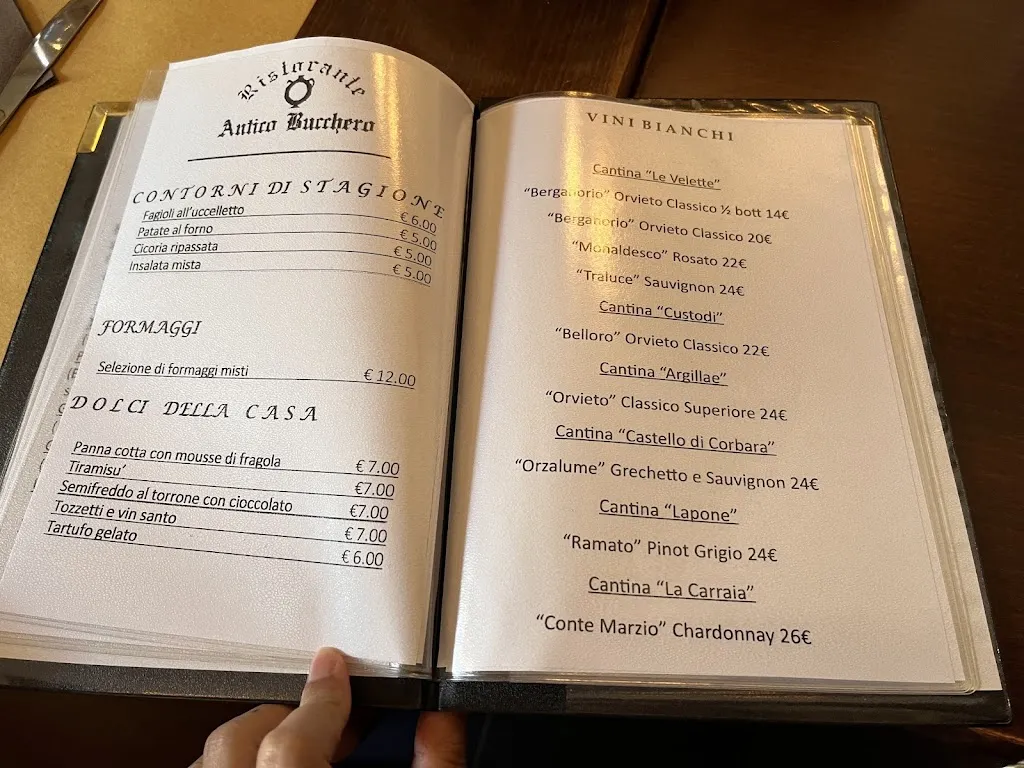 Ristorante
Antico Bucchero
CONTORNI DI STAGIONE
Fagioli all'uccelletto € 6.00
Patate al forno € 5.00
Cicoria ripassata € 5.00
Insalata mista € 5.00
FORMAGGI
Selezione di formaggi misti € 12.00
DOLCI DELLA CASA
Panna cotta con mousse di fragola € 7.00
Tiramisu' €7.00
Semifreddo al torrone con cioccolato €7.00
Tozzetti e vin santo € 7.00
Tartufo gelato € 6.00
VINI BIANCHI
Cantina "Le Velette"
"Berganorio" Orvieto Classico ½ bott 14€
"Berganorio" Orvieto Classico 20€
"Monaldesco" Rosato 22€
"Traluce" Sauvignon 24€
Cantina "Custodi"
"Belloro" Orvieto Classico 22€
Cantina "Argillae"
"Orvieto" Classico Superiore 24€
Cantina "Castello di Corbara"
"Orzalume" Grechetto e Sauvignon 24€
Cantina "Lapone"
"Ramato" Pinot Grigio 24€
Cantina "La Carraia"
"Conte Marzio" Chardonnay 26€